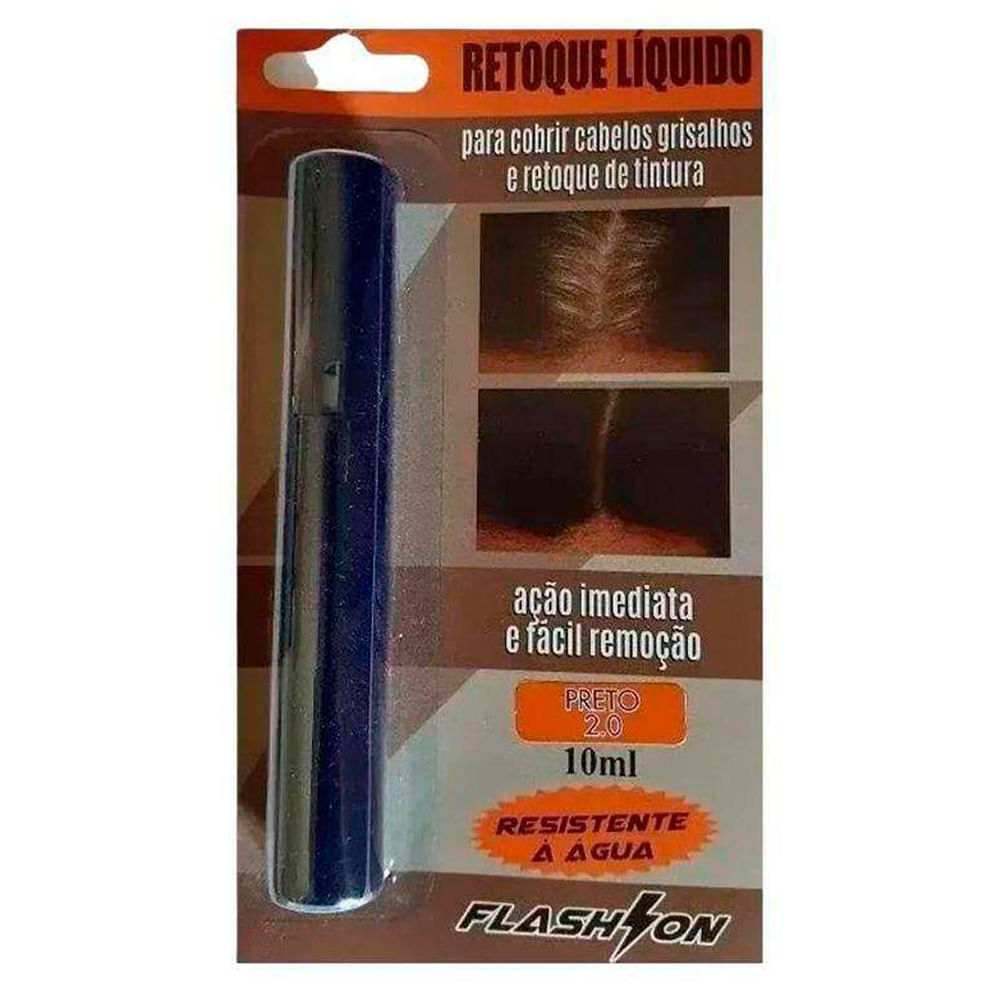 RETOQUE LÍQUIDO
para cobrir cabelos grisalhos
e retoque de tintura
ação imediata
e fácil remoção
PRETO
2.0
10ml
RESISTENTE
À ÁGUA
FLASHION